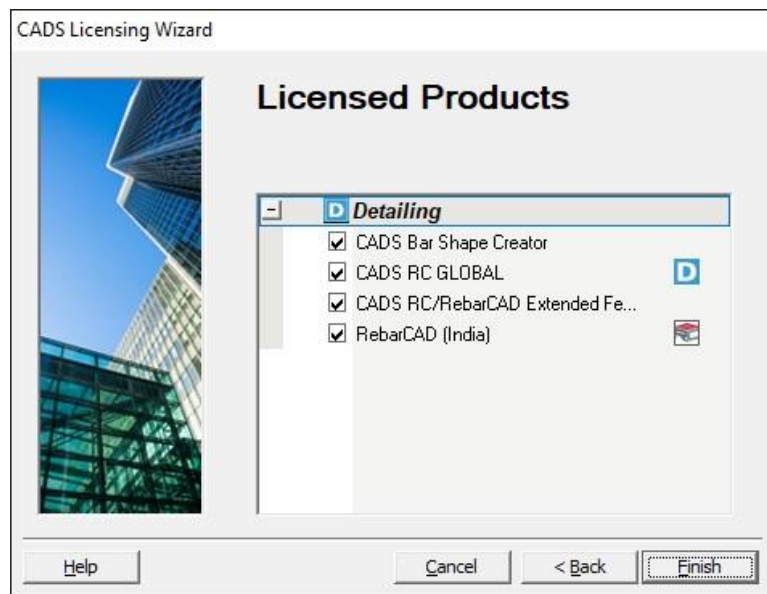 CADS Licensing Wizard
Licensed Products
D Detailing
CADS Bar Shape Creator
CADS RC GLOBAL D
CADS RC/RebarCAD Extended Fe...
RebarCAD (India)
Help Cancel < Back Finish